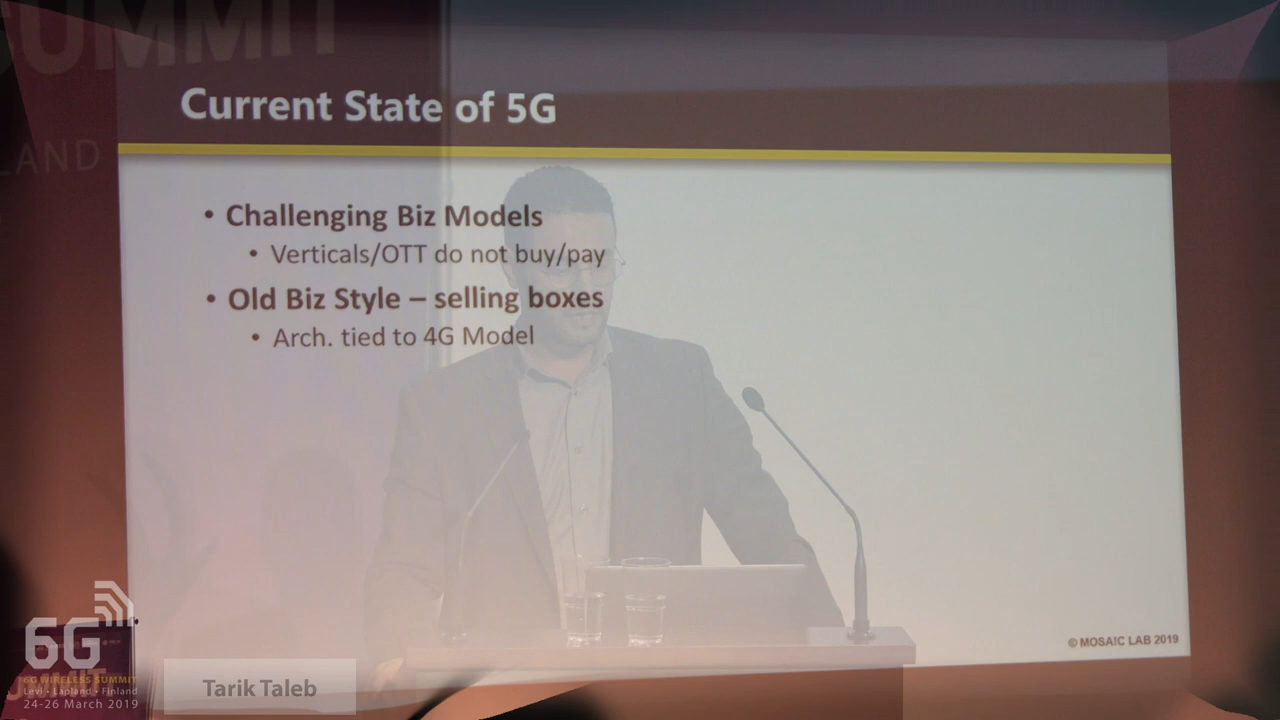 SUMMIT
LAND
Current State of 5G
• Challenging Biz Models
• Verticals/OTT do not buy/pay
• Old Biz Style – selling boxes
• Arch. tied to 4G Model
© MOSAIC LAB 2019
6G
6G WIRELESS SUMMIT
Levi • Lapland • Finland
24-26 March 2019
Tarik Taleb